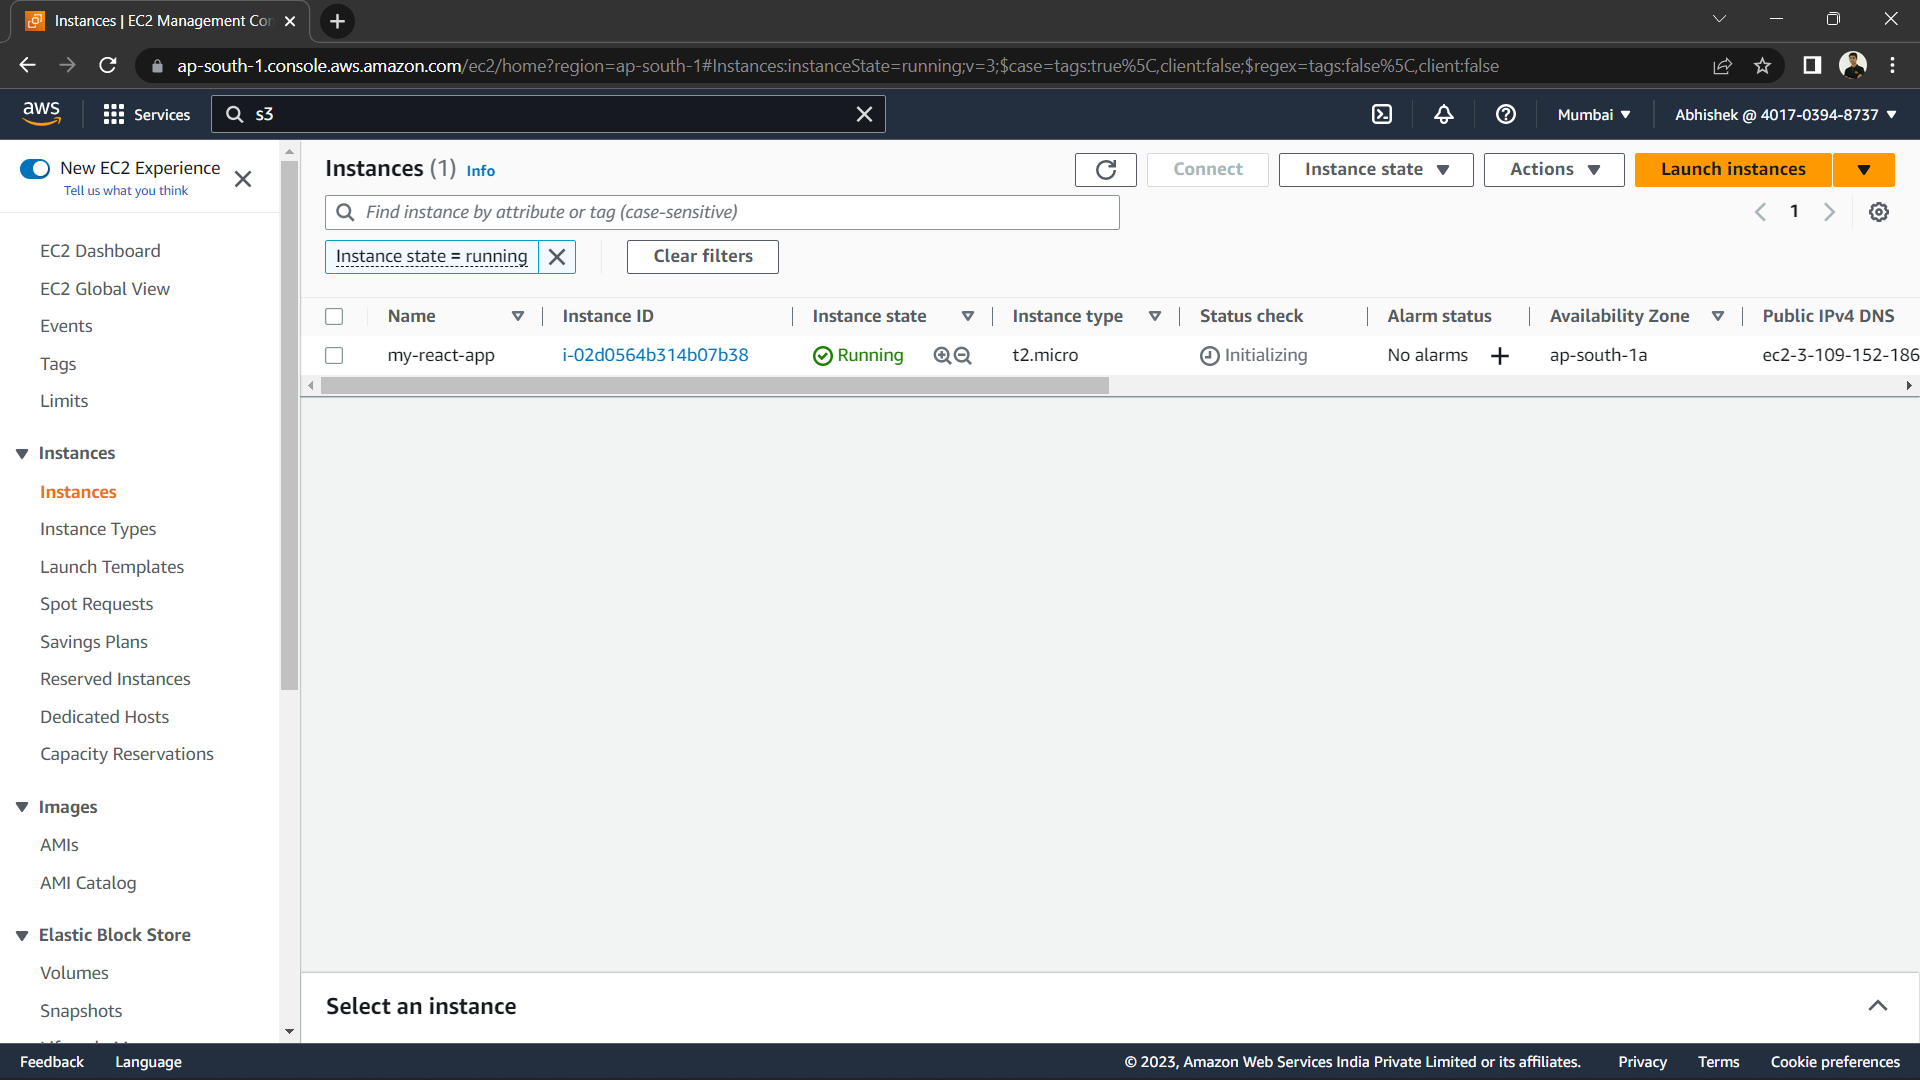 Instances | EC2 Management Con
ap-south-1.console.aws.amazon.com/ec2/home?region=ap-south-1#Instances:instanceState=running;v=3;$case=tags:true%5C,client:false;$regex=tags:false%5C,client:false
aws Services s3 Mumbai Abhishek @ 4017-0394-8737
New EC2 Experience
Tell us what you think
EC2 Dashboard
EC2 Global View
Events
Tags
Limits
Instances
Instances
Instance Types
Launch Templates
Spot Requests
Savings Plans
Reserved Instances
Dedicated Hosts
Capacity Reservations
Images
AMIs
AMI Catalog
Elastic Block Store
Volumes
Snapshots
Instances (1) Info Connect Instance state Actions Launch instances
Find instance by attribute or tag (case-sensitive) 1
Instance state = running Clear filters
Name Instance ID Instance state Instance type Status check Alarm status Availability Zone Public IPv4 DNS
my-react-app i-02d0564b314b07b38 Running t2.micro Initializing No alarms + ap-south-1a ec2-3-109-152-186
Select an instance
Feedback Language © 2023, Amazon Web Services India Private Limited or its affiliates. Privacy Terms Cookie preferences